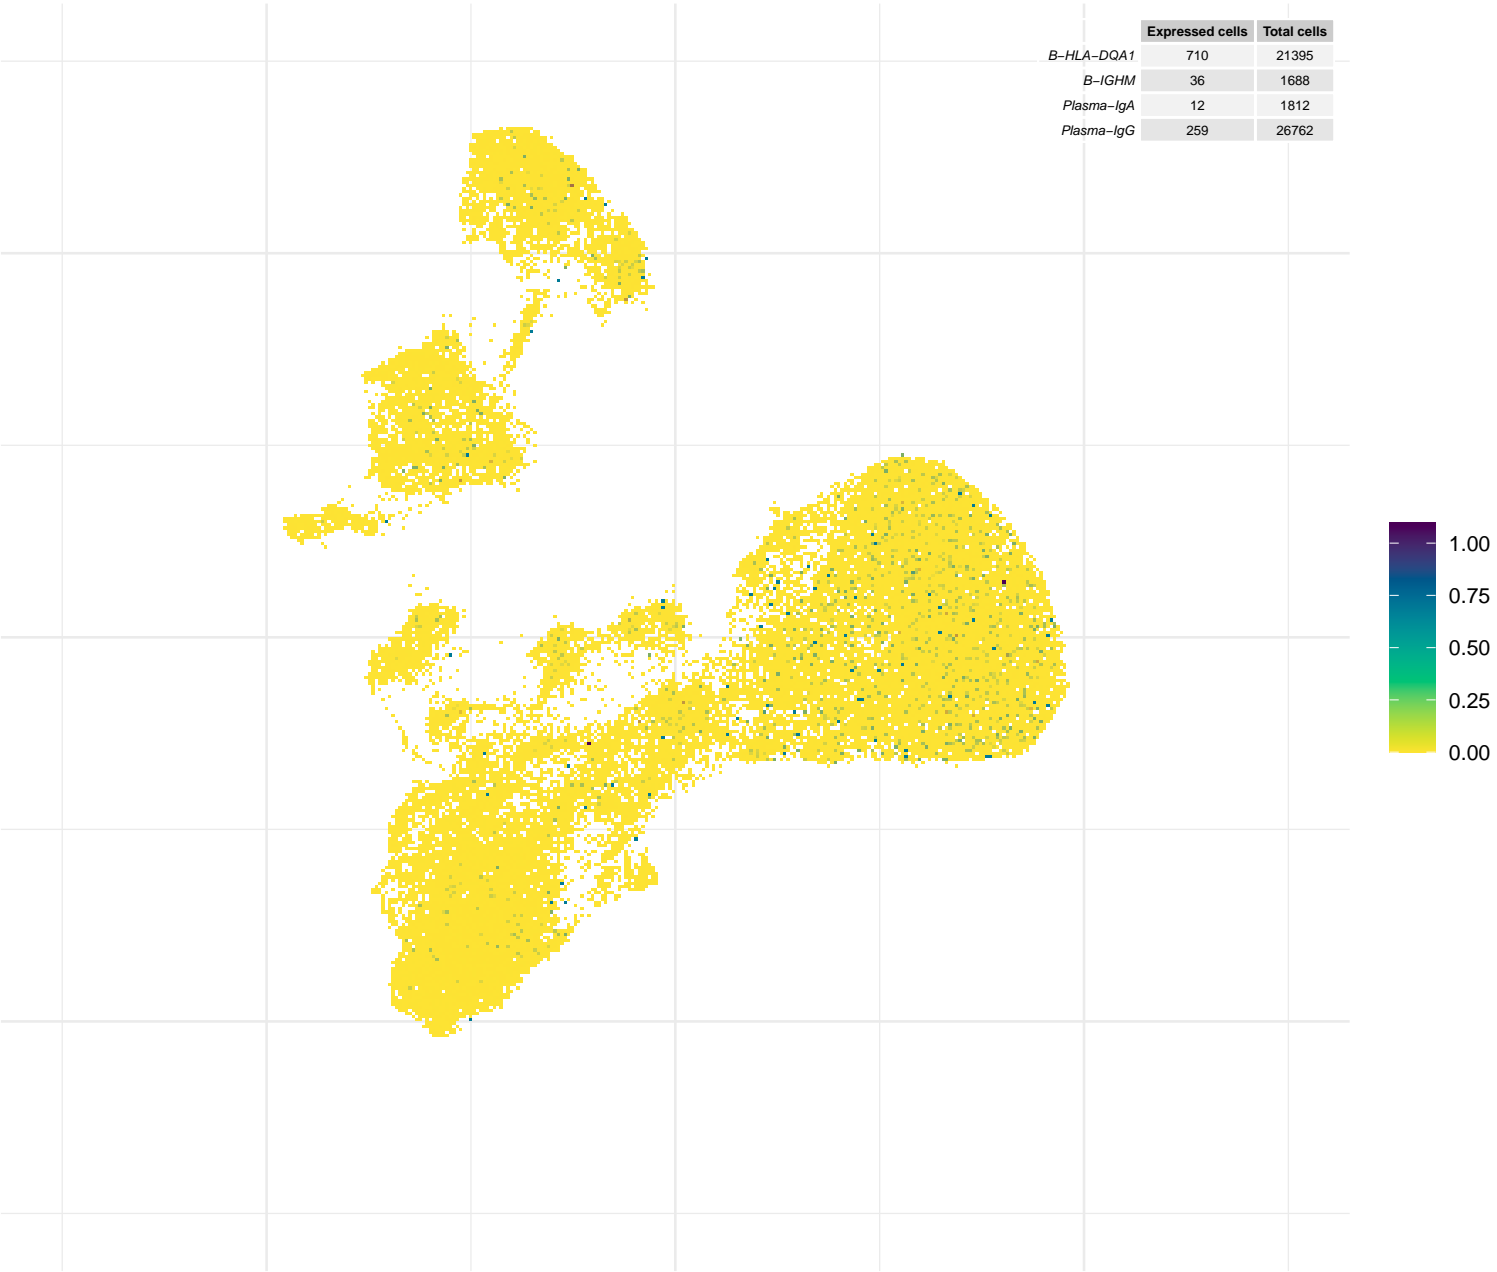 Expressed cells Total cells
B−HLA−DQA1 710 21395
B−IGHM 36 1688
Plasma−IgA 12 1812
Plasma−IgG 259 26762
1.00
0.75
0.50
0.25
0.00